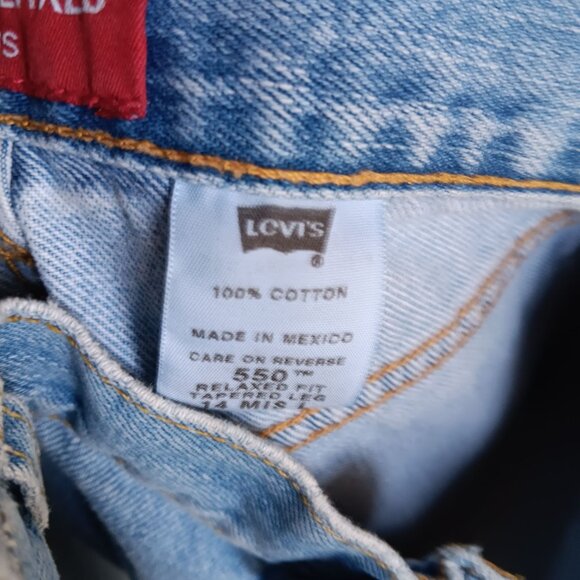 LEVI'S
®
100% COTTON
MADE IN MEXICO
CARE ON REVERSE
550™
RELAXED FIT
TAPERED LEG
14 MIS L